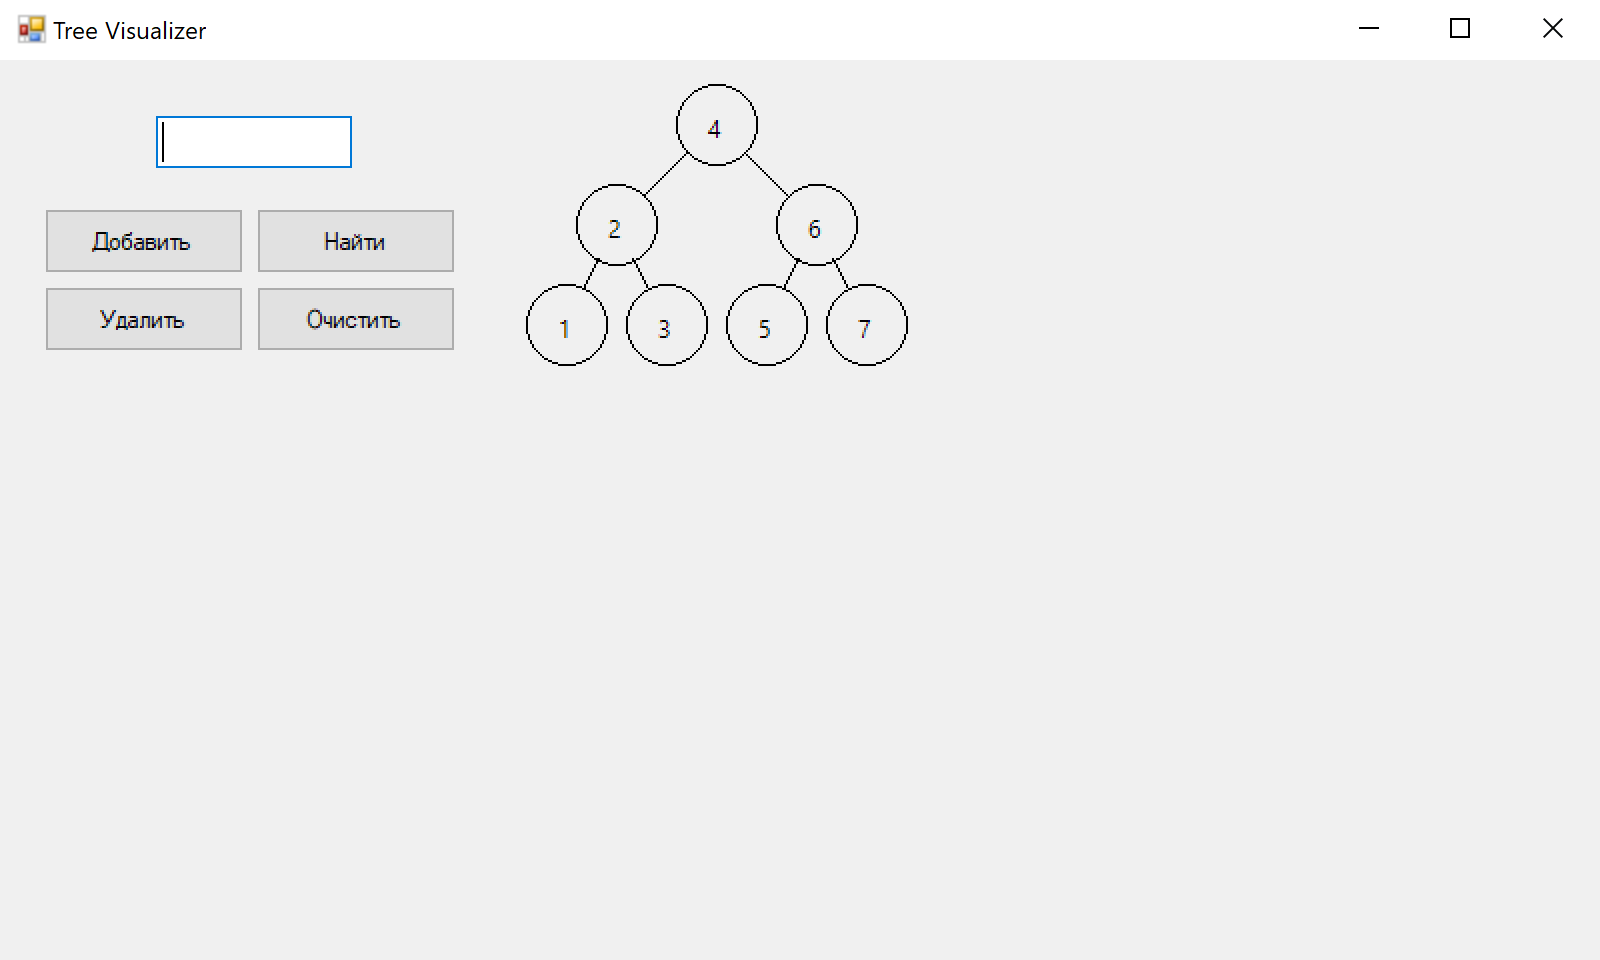 Tree Visualizer
Добавить Найти
Удалить Очистить
4
2 6
1 3 5 7